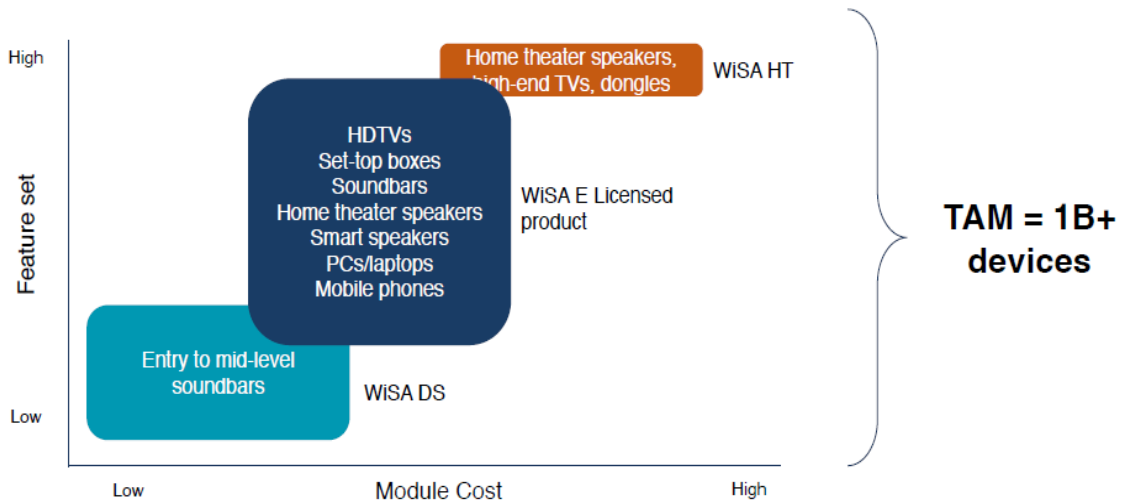 High
Home theater speakers,
high-end TVs, dongles
WiSA HT
HDTVs
Set-top boxes
Soundbars
Home theater speakers
Smart speakers
PCs/laptops
Mobile phones
WiSA E Licensed
product
Feature set
TAM = 1B+
devices
Entry to mid-level
soundbars
WiSA DS
Low
Low
Module Cost
High